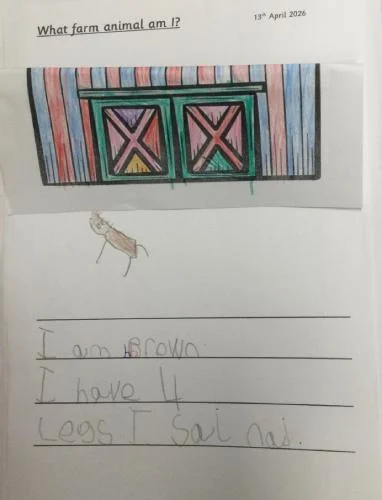 What farm animal am I?
13th April 2026
I am Brown.
I have 4
Legs I Sai nai.